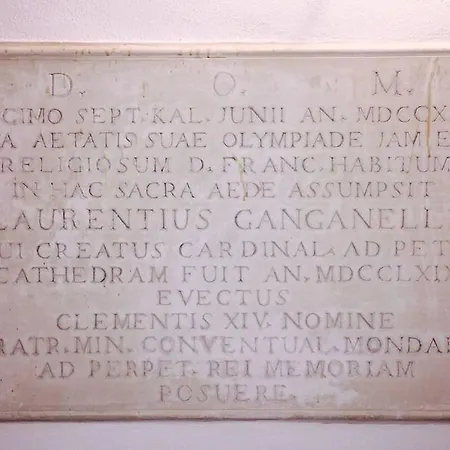 D. O. M.
CIMO SEPT. KAL. JUNII AN. MDCCX
A AETATIS SUAE OLYMPIADE JAM E
RELIGIOSUM D. FRANC. HABITUM
IN HAC SACRA AEDE ASSUMPSIT
LAURENTIUS GANGANELL
UI CREATUS CARDINAL. AD PET
CATHEDRAM FUIT AN. MDCCLXIX
EVECTUS
CLEMENTIS XIV. NOMINE
RATR. MIN. CONVENTUAL. MONDA
AD PERPET. REI MEMORIAM
POSUERE.